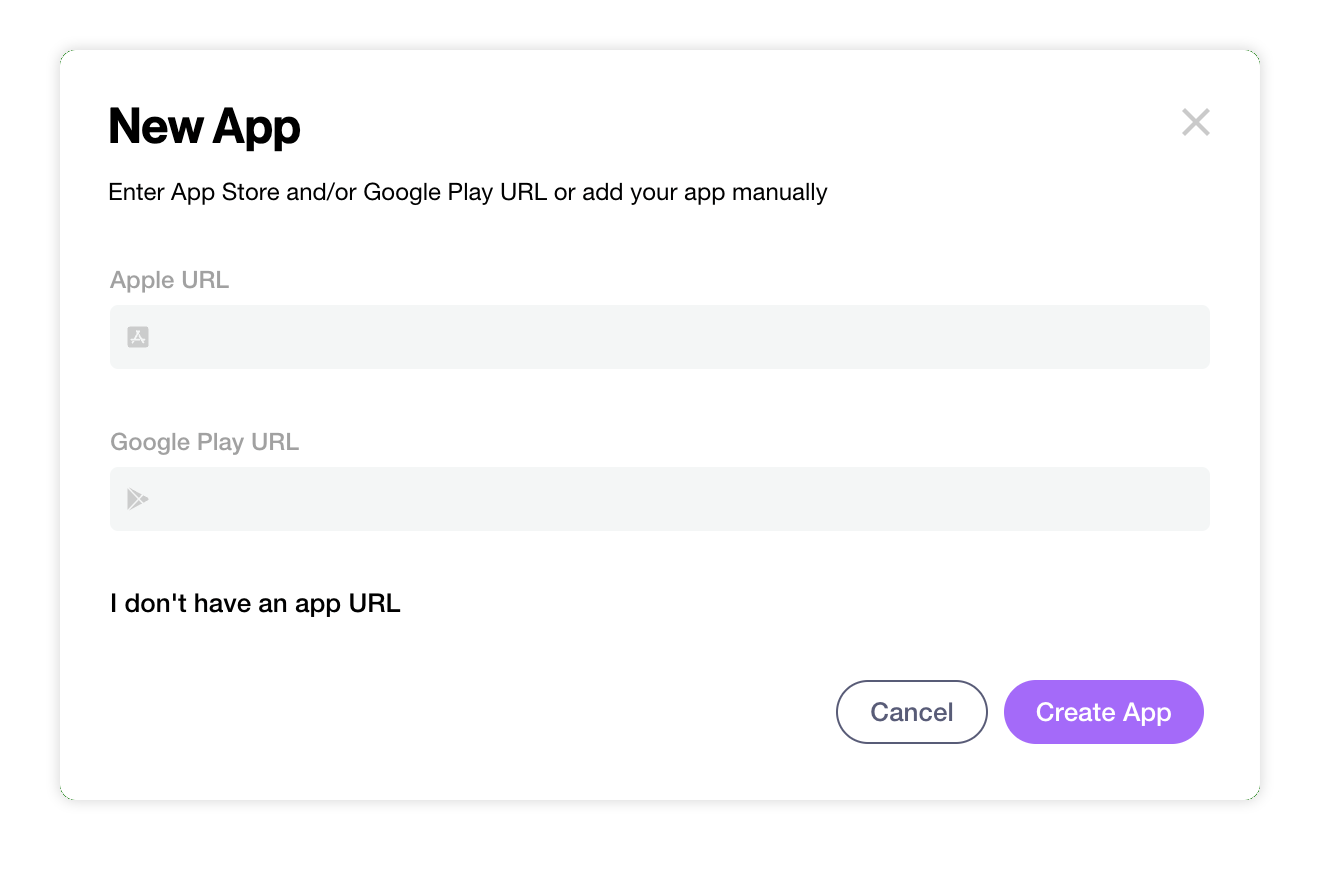 New App
Enter App Store and/or Google Play URL or add your app manually
Apple URL
Google Play URL
I don't have an app URL
Cancel
Create App